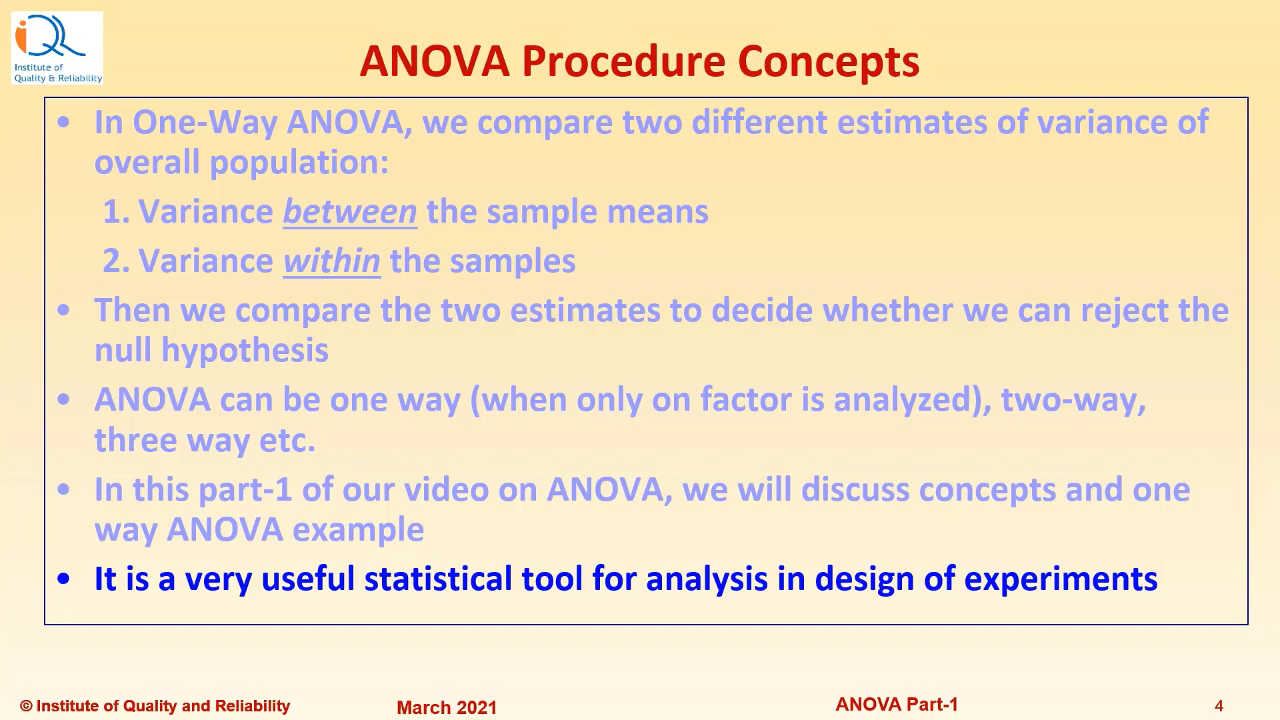 iQR
Institute of
Quality & Reliability
ANOVA Procedure Concepts
• In One-Way ANOVA, we compare two different estimates of variance of
overall population:
1. Variance between the sample means
2. Variance within the samples
• Then we compare the two estimates to decide whether we can reject the
null hypothesis
• ANOVA can be one way (when only on factor is analyzed), two-way,
three way etc.
• In this part-1 of our video on ANOVA, we will discuss concepts and one
way ANOVA example
• It is a very useful statistical tool for analysis in design of experiments
© Institute of Quality and Reliability March 2021 ANOVA Part-1 4